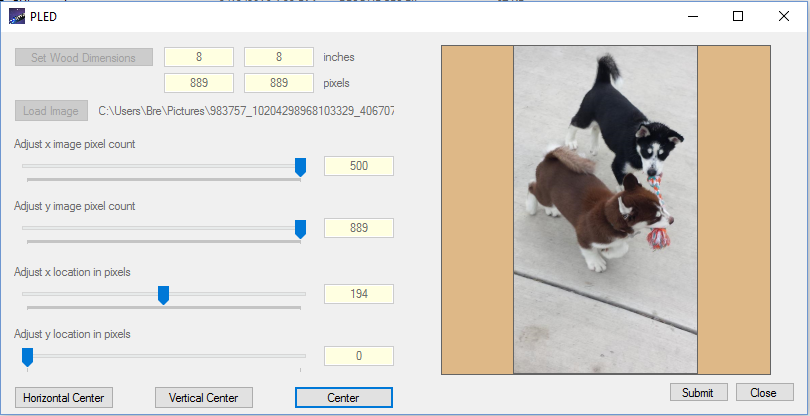 PLED
Set Wood Dimensions 8 8 inches
889 889 pixels
Load Image C:\Users\Bre\Pictures\983757_10204298968103329_406707
Adjust x image pixel count
500
Adjust y image pixel count
889
Adjust x location in pixels
194
Adjust y location in pixels
0
Horizontal Center Vertical Center Center
Submit Close